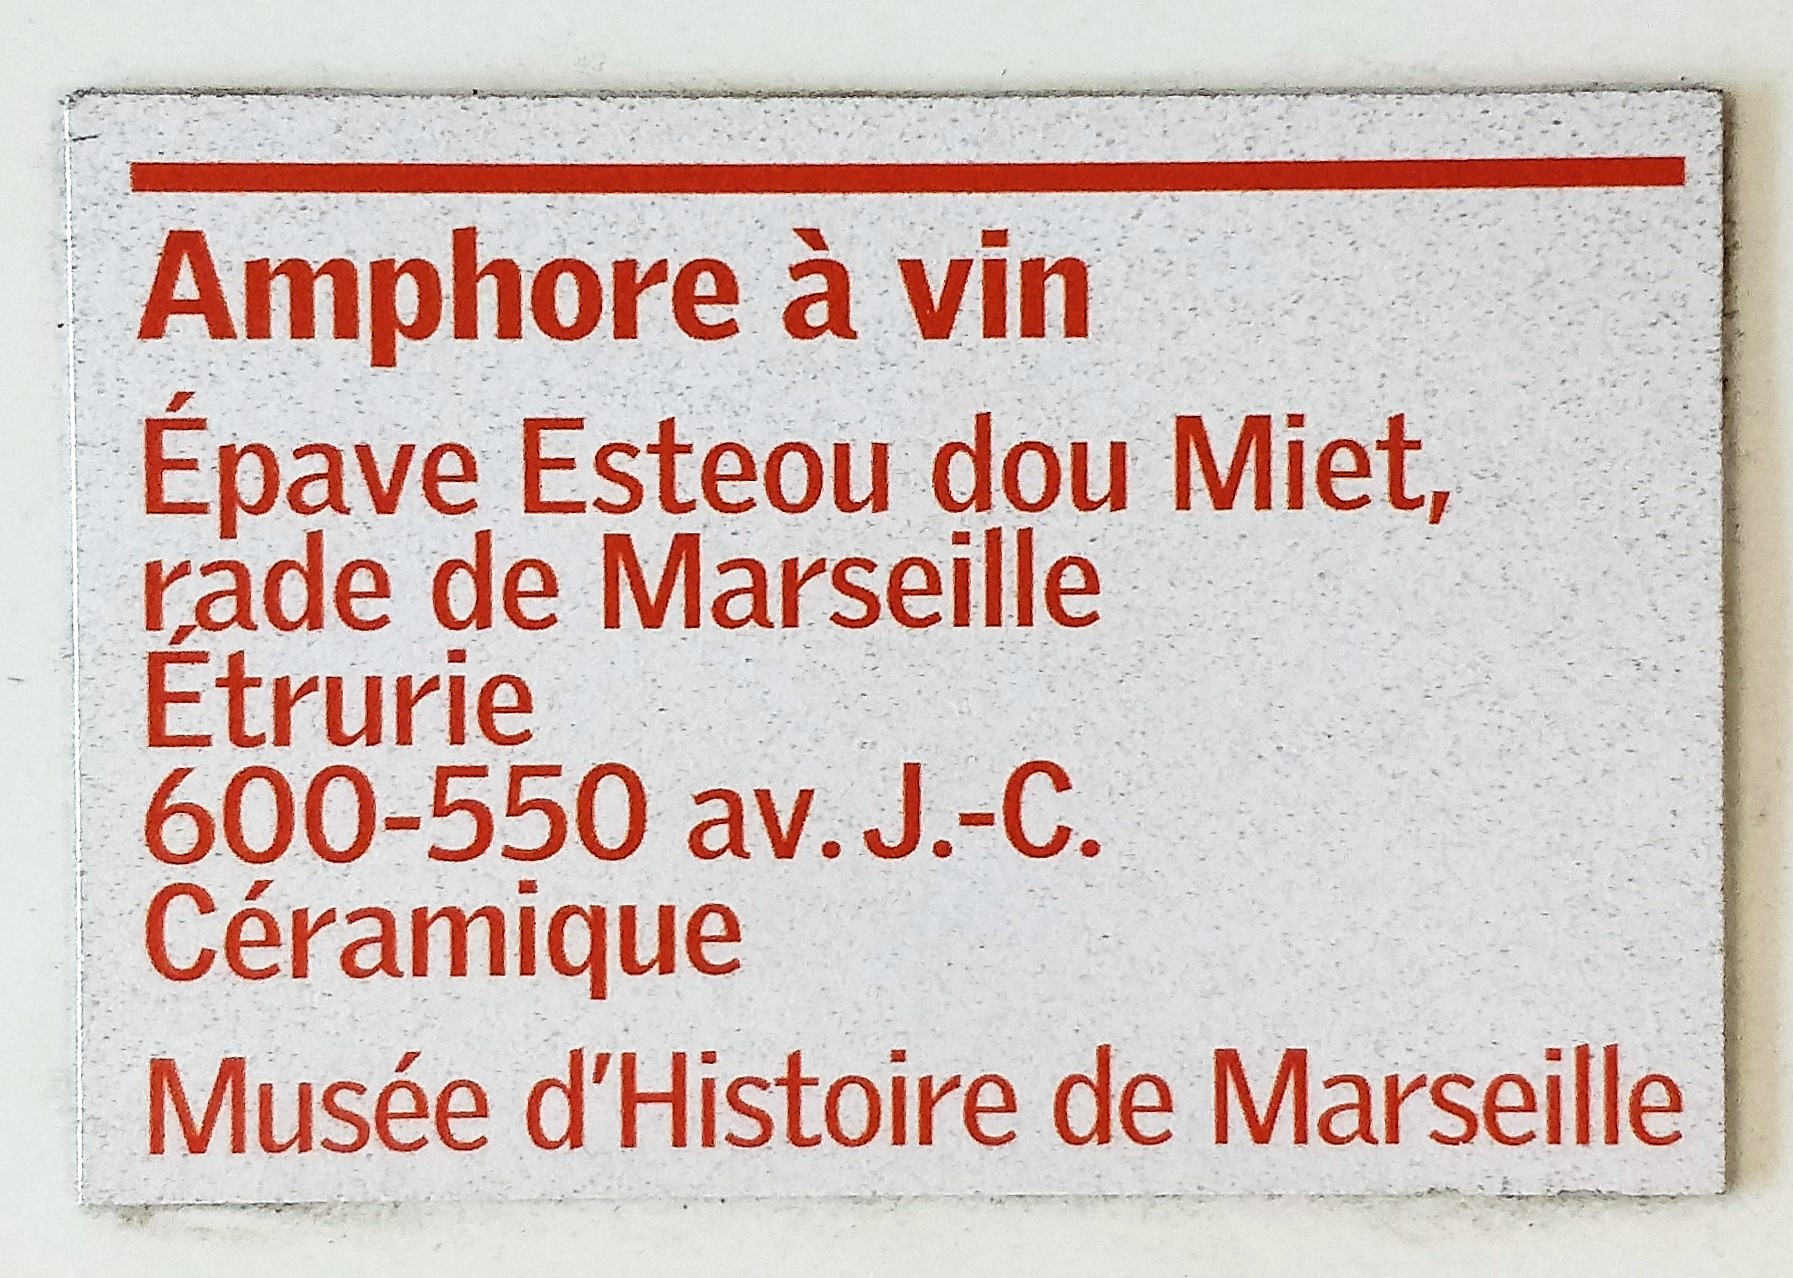 Amphore à vin
Épave Esteou dou Miet,
rade de Marseille
Étrurie
600-550 av. J.-C.
Céramique
Musée d'Histoire de Marseille